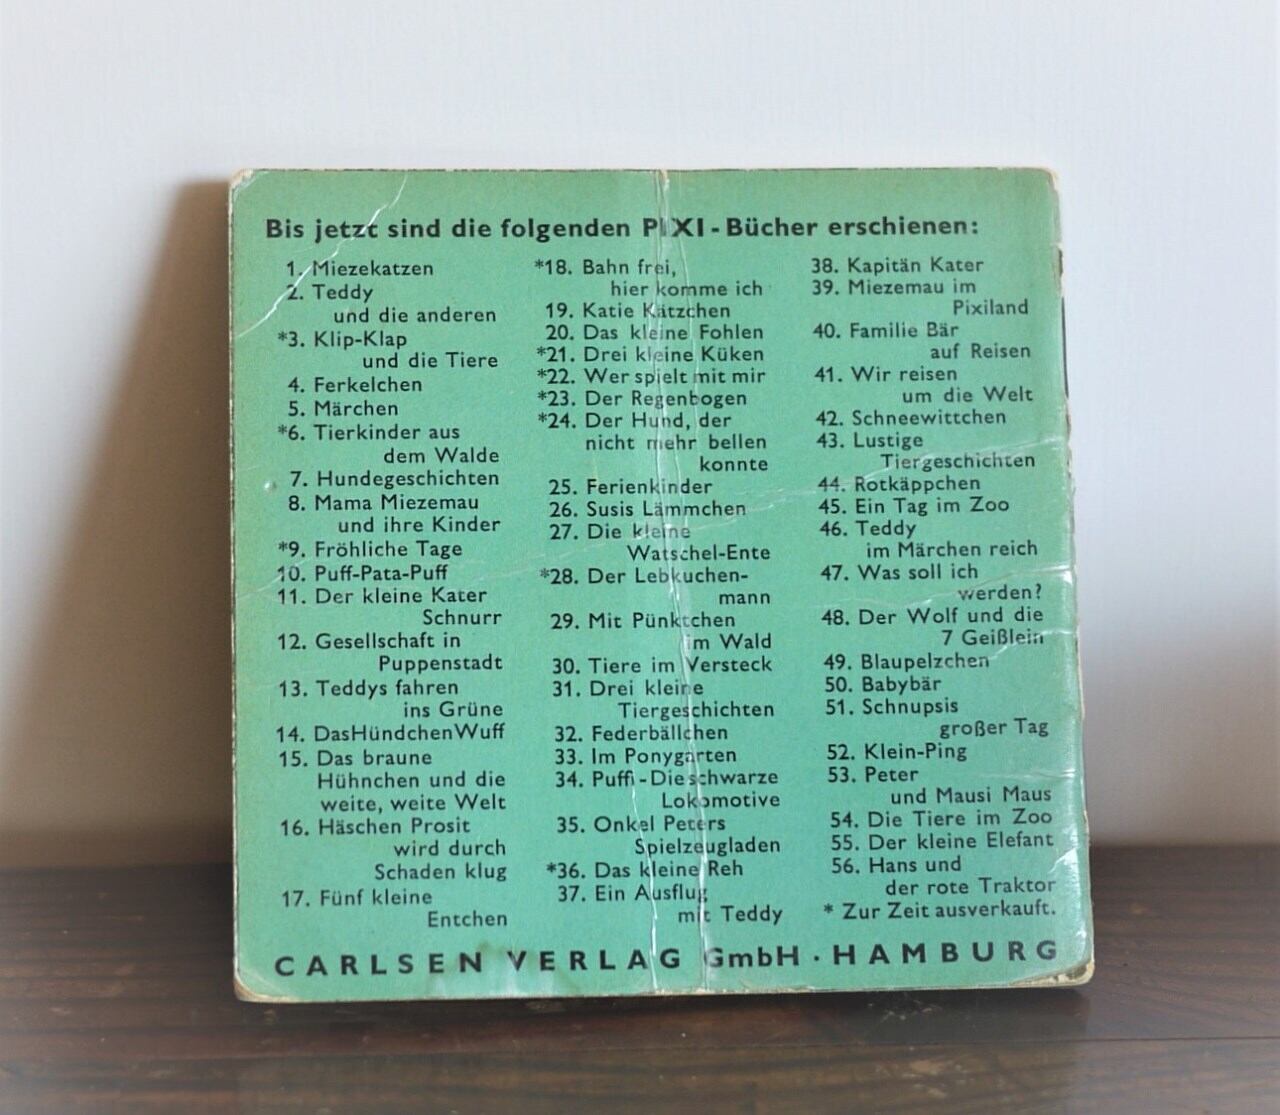 Bis jetzt sind die folgenden PIXI-Bücher erschienen:
1. Miezekatzen
2. Teddy
und die anderen
*3. Klip-Klap
und die Tiere
4. Ferkelchen
5. Märchen
*6. Tierkinder aus
dem Walde
7. Hundegeschichten
8. Mama Miezemau
und ihre Kinder
*9. Fröhliche Tage
10. Puff-Pata-Puff
11. Der kleine Kater
Schnurr
12. Gesellschaft in
Puppenstadt
13. Teddys fahren
ins Grüne
14. Das Hündchen Wuff
15. Das braune
Hühnchen und die
weite, weite Welt
16. Häschen Prosit
wird durch
Schaden klug
17. Fünf kleine
Entchen
*18. Bahn frei,
hier komme ich
19. Katie Kätzchen
20. Das kleine Fohlen
*21. Drei kleine Küken
*22. Wer spielt mit mir
*23. Der Regenbogen
*24. Der Hund, der
nicht mehr bellen
konnte
25. Ferienkinder
26. Susis Lämmchen
27. Die kleine
Watschel-Ente
*28. Der Lebkuchen-
mann
29. Mit Pünktchen
im Wald
30. Tiere im Versteck
31. Drei kleine
Tiergeschichten
32. Federbällchen
33. Im Ponygarten
34. Puffi - Die schwarze
Lokomotive
35. Onkel Peters
Spielzeugladen
*36. Das kleine Reh
37. Ein Ausflug
mit Teddy
38. Kapitän Kater
39. Miezemau im
Pixiland
40. Familie Bär
auf Reisen
41. Wir reisen
um die Welt
42. Schneewittchen
43. Lustige
Tiergeschichten
44. Rotkäppchen
45. Ein Tag im Zoo
46. Teddy
im Märchen reich
47. Was soll ich
werden?
48. Der Wolf und die
7 Geißlein
49. Blaupelzchen
50. Babybär
51. Schnupsis
großer Tag
52. Klein-Ping
53. Peter
und Mausi Maus
54. Die Tiere im Zoo
55. Der kleine Elefant
56. Hans und
der rote Traktor
* Zur Zeit ausverkauft.
CARLSEN VERLAG GmbH · HAMBURG